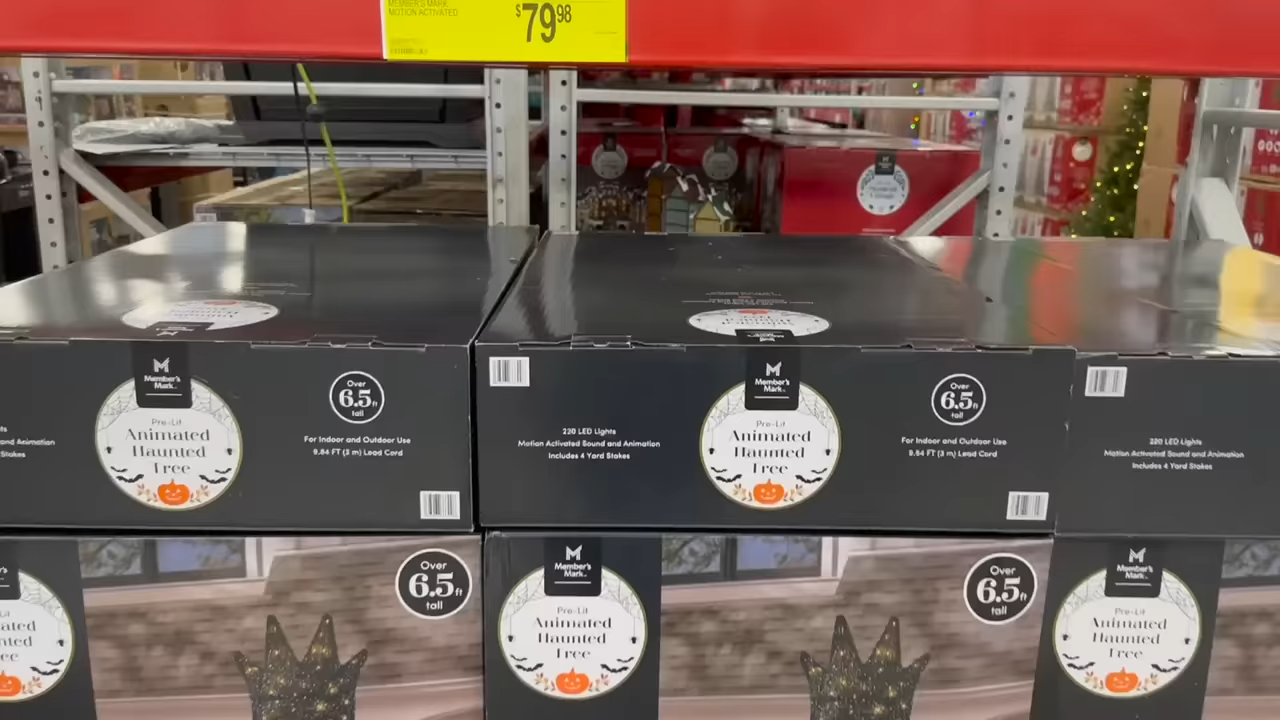 MEMBER'S MARK
MOTION ACTIVATED
$79.98
Member's
Mark
Pre-Lit
Animated
Haunted
Tree
Over
6.5ft
tall
For Indoor and Outdoor Use
9.84 FT (3 m) Lead Cord
and Animation
Stakes
220 LED Lights
Motion Activated Sound and Animation
Includes 4 Yard Stakes
Member's
Mark
Pre-Lit
Animated
Haunted
Tree
Over
6.5ft
tall
For Indoor and Outdoor Use
9.84 FT (3 m) Lead Cord
220 LED Lights
Motion Activated Sound and Animation
Includes 4 Yard Stakes
Over
6.5ft
tall
Member's
Mark
Pre-Lit
Animated
Haunted
Tree
Over
6.5ft
tall
Member's
Mark
Pre-Lit
Animated
Haunted
Tree